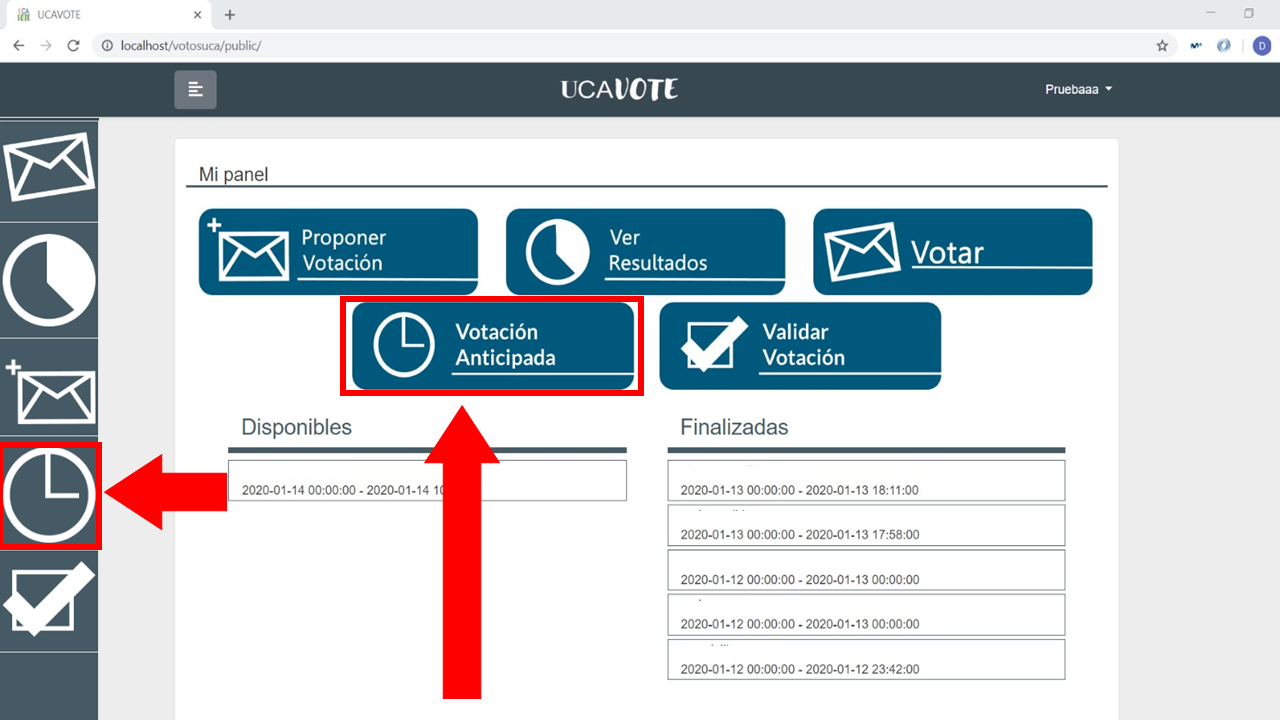 UCAVOTE
localhost/votosuca/public/
D
UCAVOTE
Pruebaaa
Mi panel
Proponer
Votación
Ver
Resultados
Votar
Votación
Anticipada
Validar
Votación
Disponibles
2020-01-14 00:00:00 - 2020-01-14 10
Finalizadas
2020-01-13 00:00:00 - 2020-01-13 18:11:00
2020-01-13 00:00:00 - 2020-01-13 17:58:00
2020-01-12 00:00:00 - 2020-01-13 00:00:00
2020-01-12 00:00:00 - 2020-01-13 00:00:00
2020-01-12 00:00:00 - 2020-01-12 23:42:00